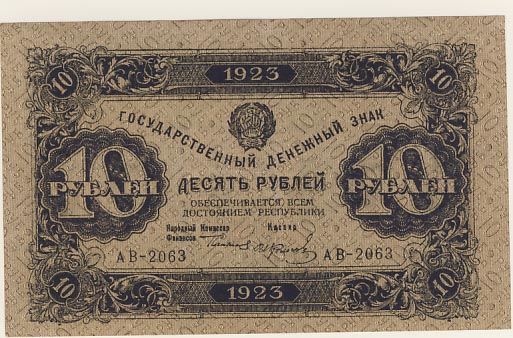 10 1923 10
ГОСУДАРСТВЕННЫЙ ДЕНЕЖНЫЙ ЗНАК
10 РУБЛЕЙ
ДЕСЯТЬ РУБЛЕЙ
10 РУБЛЕЙ
ОБЕСПЕЧИВАЕТСЯ ВСЕМ
ДОСТОЯНИЕМ РЕСПУБЛИКИ
Народный Комиссар
Финансов
Кассир
АВ-2063 АВ-2063
10 1923 10